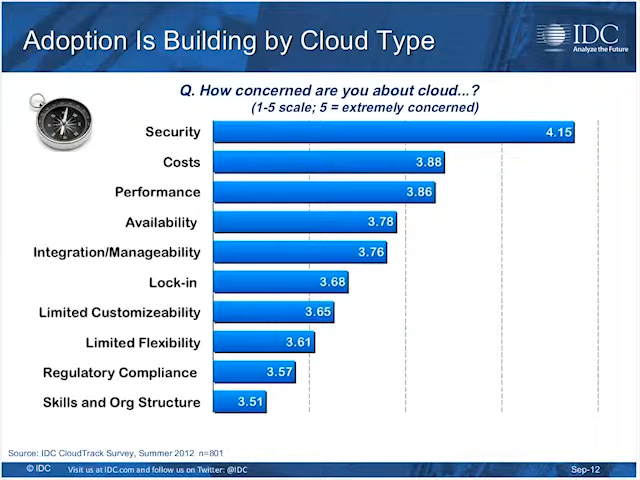 Adoption Is Building by Cloud Type
IDC
Analyze the Future
Q. How concerned are you about cloud...?
(1-5 scale; 5 = extremely concerned)
Security 4.15
Costs 3.88
Performance 3.86
Availability 3.78
Integration/Manageability 3.76
Lock-in 3.68
Limited Customizeability 3.65
Limited Flexibility 3.61
Regulatory Compliance 3.57
Skills and Org Structure 3.51
Source: IDC CloudTrack Survey, Summer 2012 n=801
© IDC Visit us at IDC.com and follow us on Twitter: @IDC Sep-12